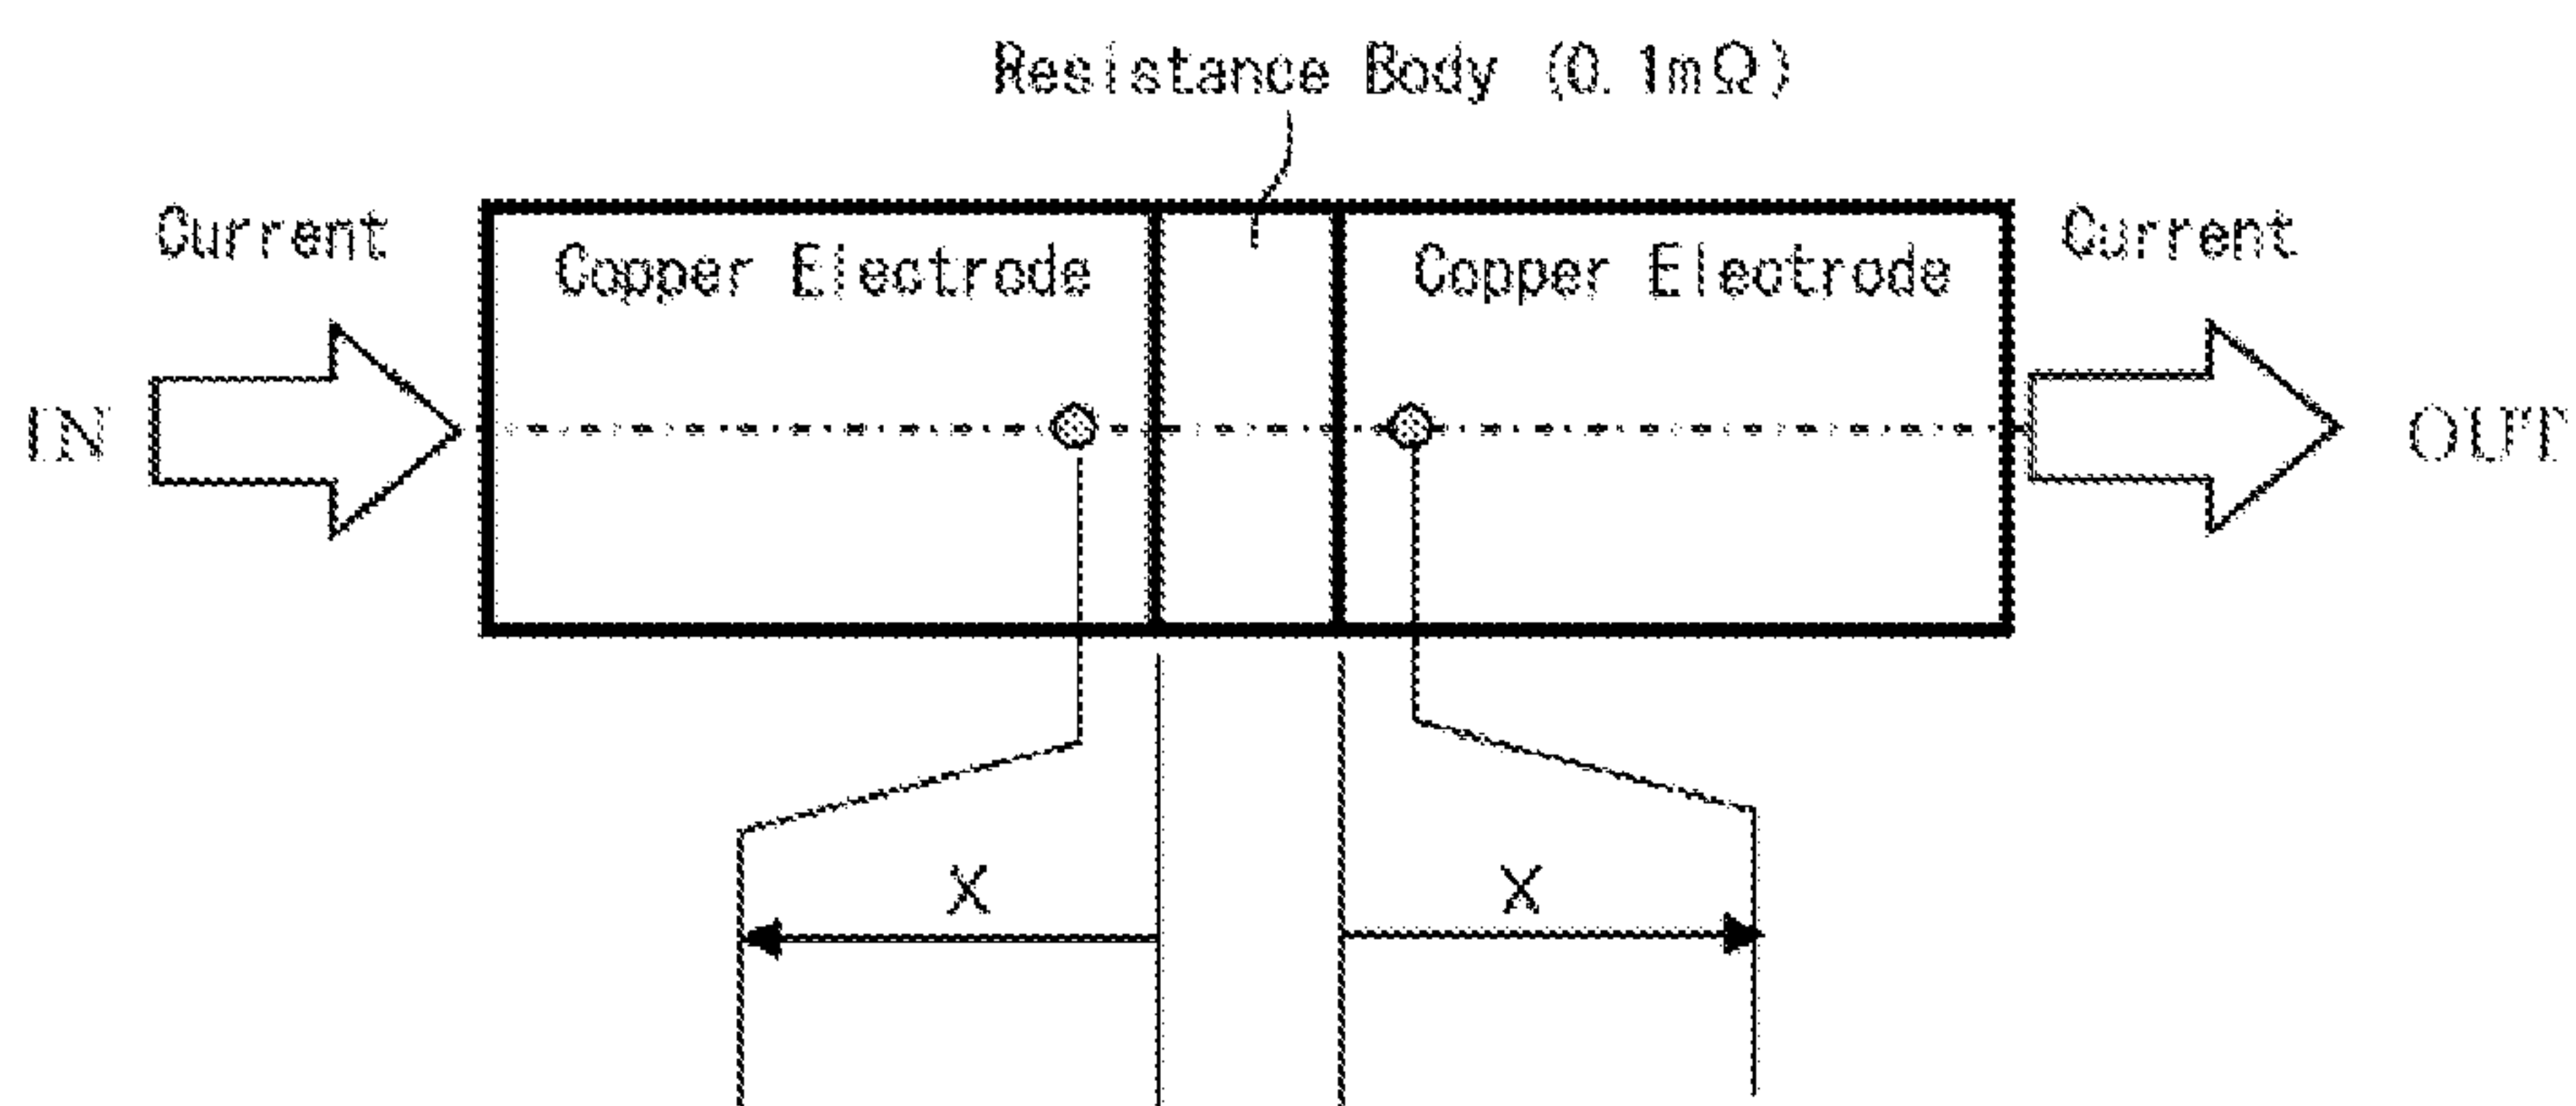 Resistance Body (0.1mΩ)
Current
Current
Copper Electrode
Copper Electrode
IN
OUT
X
X